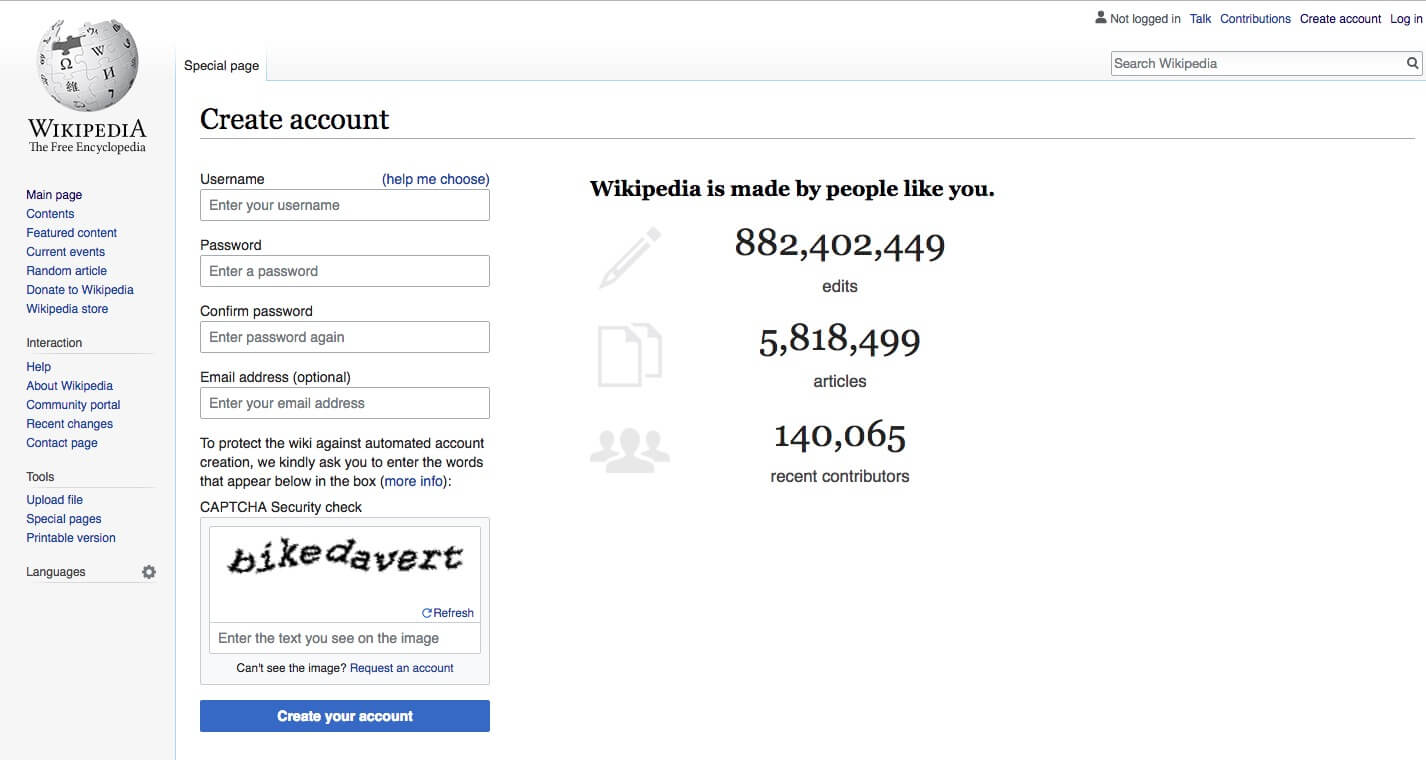 Not logged in Talk Contributions Create account Log in
Special page
Search Wikipedia
Ω W И 維 7
WIKIPEDIA
The Free Encyclopedia
Main page
Contents
Featured content
Current events
Random article
Donate to Wikipedia
Wikipedia store
Interaction
Help
About Wikipedia
Community portal
Recent changes
Contact page
Tools
Upload file
Special pages
Printable version
Languages
Create account
Username (help me choose)
Enter your username
Password
Enter a password
Confirm password
Enter password again
Email address (optional)
Enter your email address
To protect the wiki against automated account
creation, we kindly ask you to enter the words
that appear below in the box (more info):
CAPTCHA Security check
bikedavert
Refresh
Enter the text you see on the image
Can't see the image? Request an account
Create your account
Wikipedia is made by people like you.
882,402,449
edits
5,818,499
articles
140,065
recent contributors